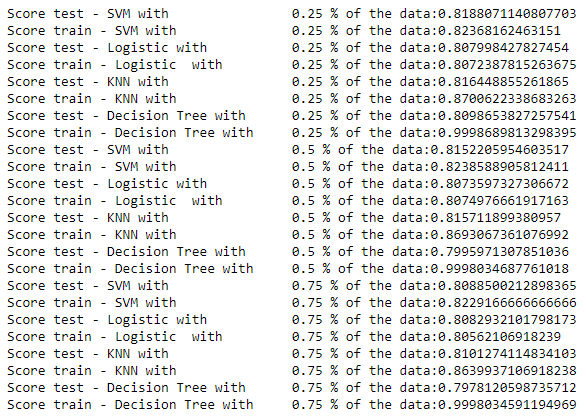 Score test - SVM with 0.25 % of the data:0.8188071140807703
Score train - SVM with 0.25 % of the data:0.82368162463151
Score test - Logistic with 0.25 % of the data:0.807998427827454
Score train - Logistic  with 0.25 % of the data:0.8072387815263675
Score test - KNN with 0.25 % of the data:0.816448855261865
Score train - KNN with 0.25 % of the data:0.8700622338683263
Score test - Decision Tree with 0.25 % of the data:0.8098653827257541
Score train - Decision Tree with 0.25 % of the data:0.9998689813298395
Score test - SVM with 0.5 % of the data:0.8152205954603517
Score train - SVM with 0.5 % of the data:0.8238588905812411
Score test - Logistic with 0.5 % of the data:0.8073597327306672
Score train - Logistic  with 0.5 % of the data:0.8074976661917163
Score test - KNN with 0.5 % of the data:0.815711899380957
Score train - KNN with 0.5 % of the data:0.8693067361076992
Score test - Decision Tree with 0.5 % of the data:0.7995971307851036
Score train - Decision Tree with 0.5 % of the data:0.9998034687761018
Score test - SVM with 0.75 % of the data:0.8088500212898365
Score train - SVM with 0.75 % of the data:0.8229166666666666
Score test - Logistic with 0.75 % of the data:0.8082932101798173
Score train - Logistic  with 0.75 % of the data:0.80562106918239
Score test - KNN with 0.75 % of the data:0.8101274114834103
Score train - KNN with 0.75 % of the data:0.8639937106918238
Score test - Decision Tree with 0.75 % of the data:0.7978120598735712
Score train - Decision Tree with 0.75 % of the data:0.9998034591194969